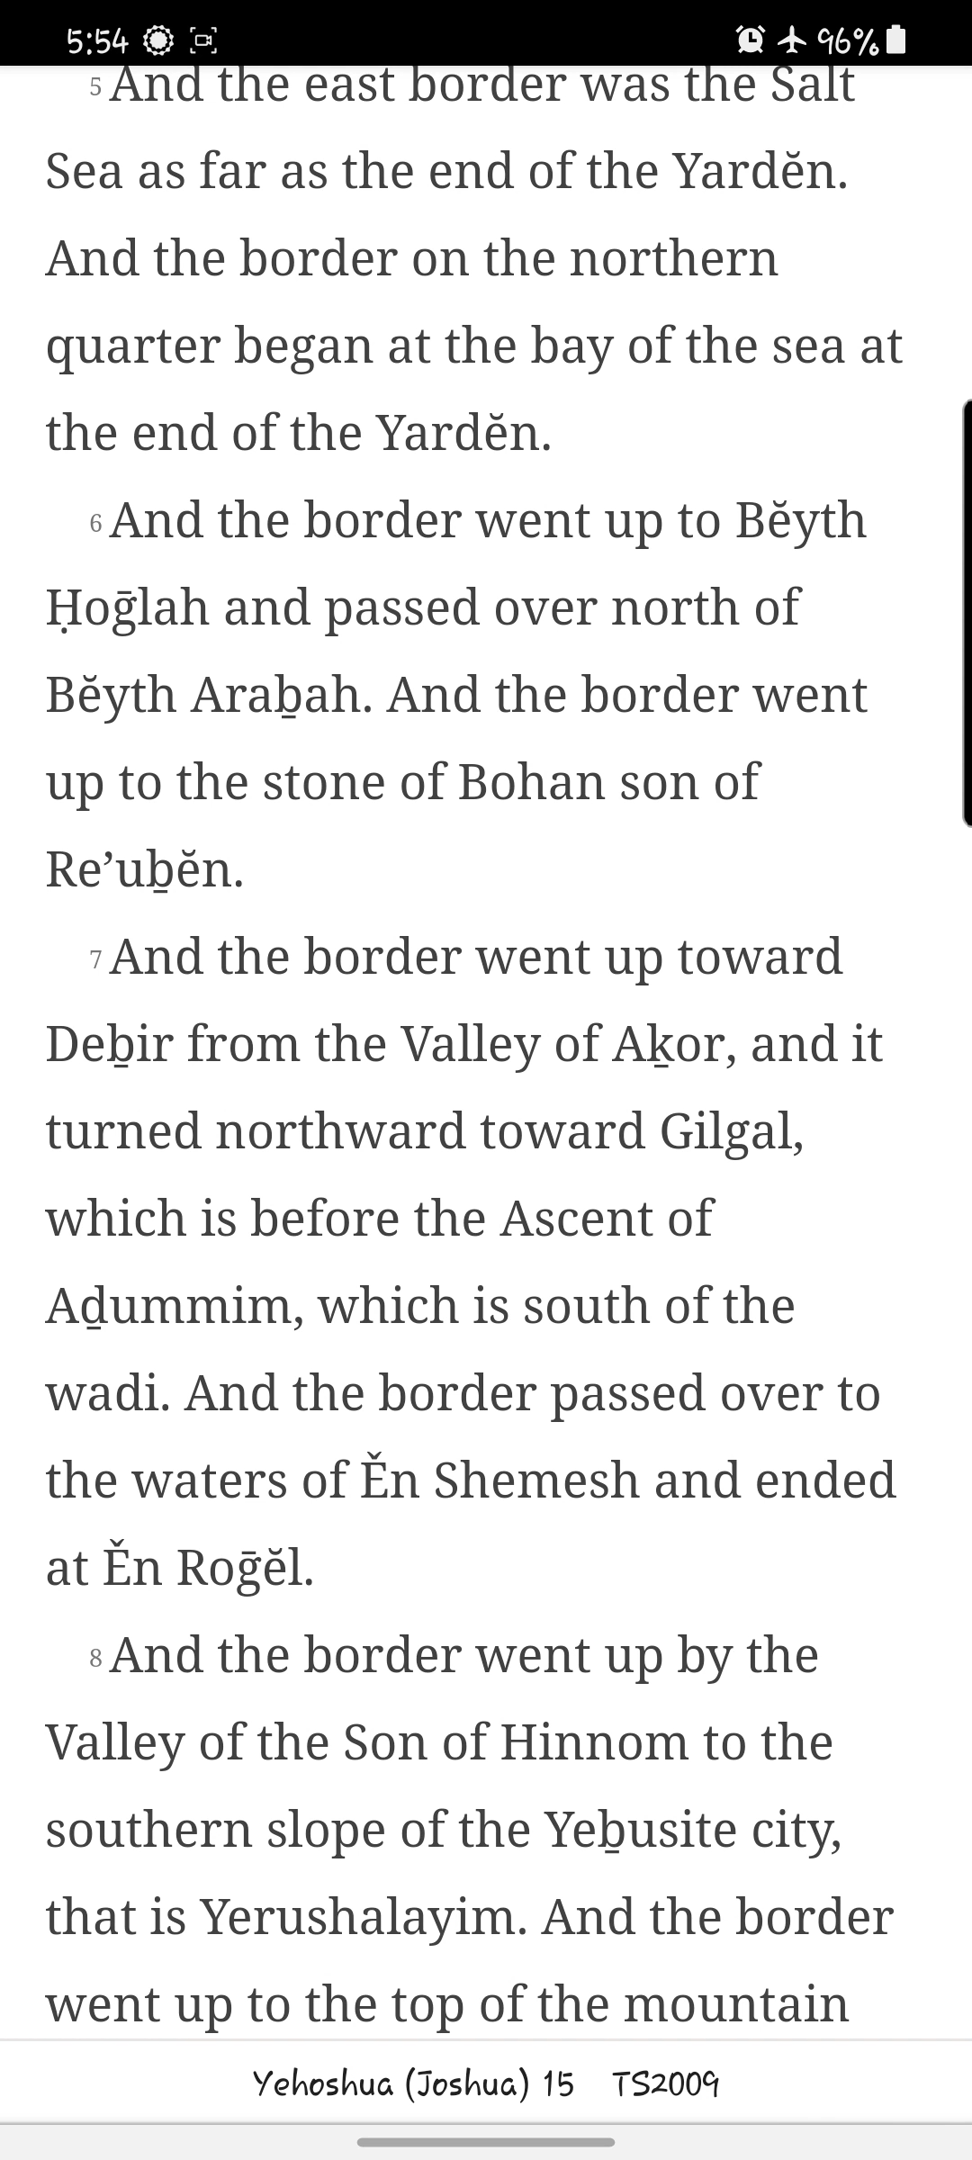 5:54 96%
5 And the east border was the Salt
Sea as far as the end of the Yardĕn.
And the border on the northern
quarter began at the bay of the sea at
the end of the Yardĕn.
6 And the border went up to Bĕyth
Ḥoḡlah and passed over north of
Bĕyth Araḇah. And the border went
up to the stone of Bohan son of
Re’uḇĕn.
7 And the border went up toward
Deḇir from the Valley of Aḵor, and it
turned northward toward Gilgal,
which is before the Ascent of
Aḏummim, which is south of the
wadi. And the border passed over to
the waters of Ěn Shemesh and ended
at Ěn Roḡĕl.
8 And the border went up by the
Valley of the Son of Hinnom to the
southern slope of the Yeḇusite city,
that is Yerushalayim. And the border
went up to the top of the mountain
Yehoshua (Joshua) 15 TS2009